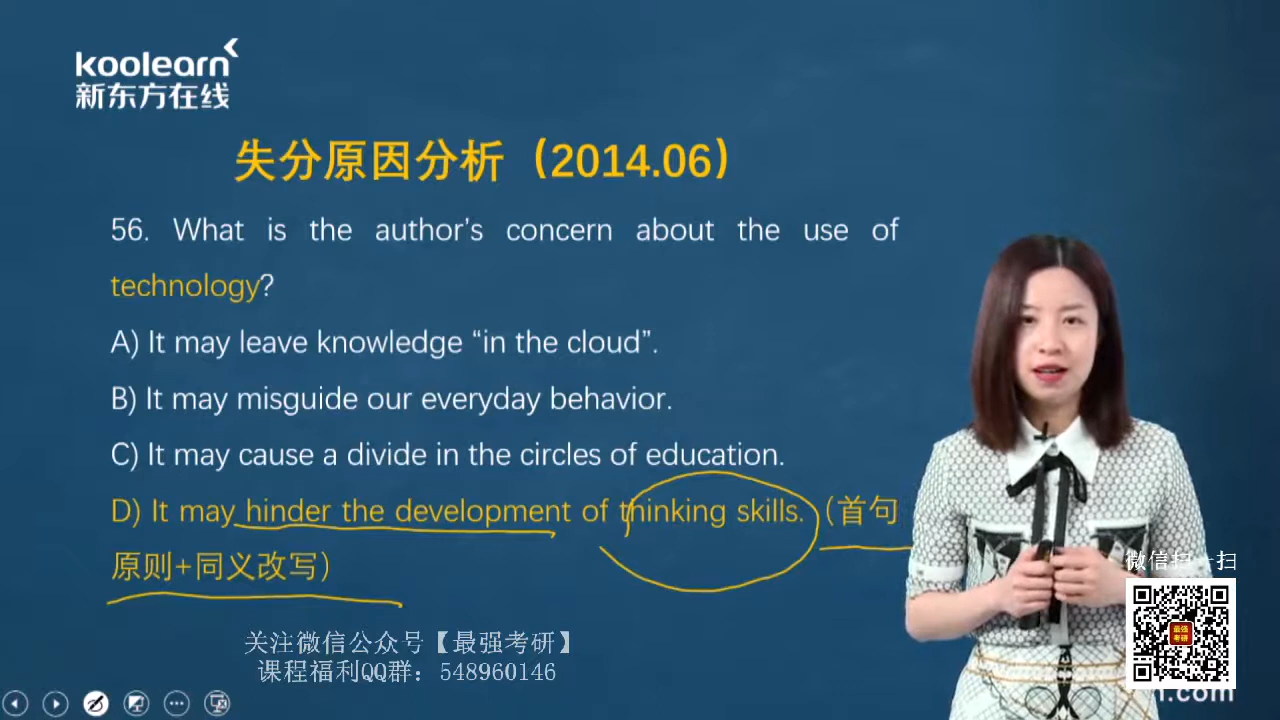 koolearn
新东方在线
失分原因分析（2014.06）
56. What is the author’s concern about the use of
technology?
A) It may leave knowledge “in the cloud”.
B) It may misguide our everyday behavior.
C) It may cause a divide in the circles of education.
D) It may hinder the development of thinking skills.（首句
原则+同义改写）
微信扫一扫
最强
考研
关注微信公众号【最强考研】
课程福利QQ群：548960146